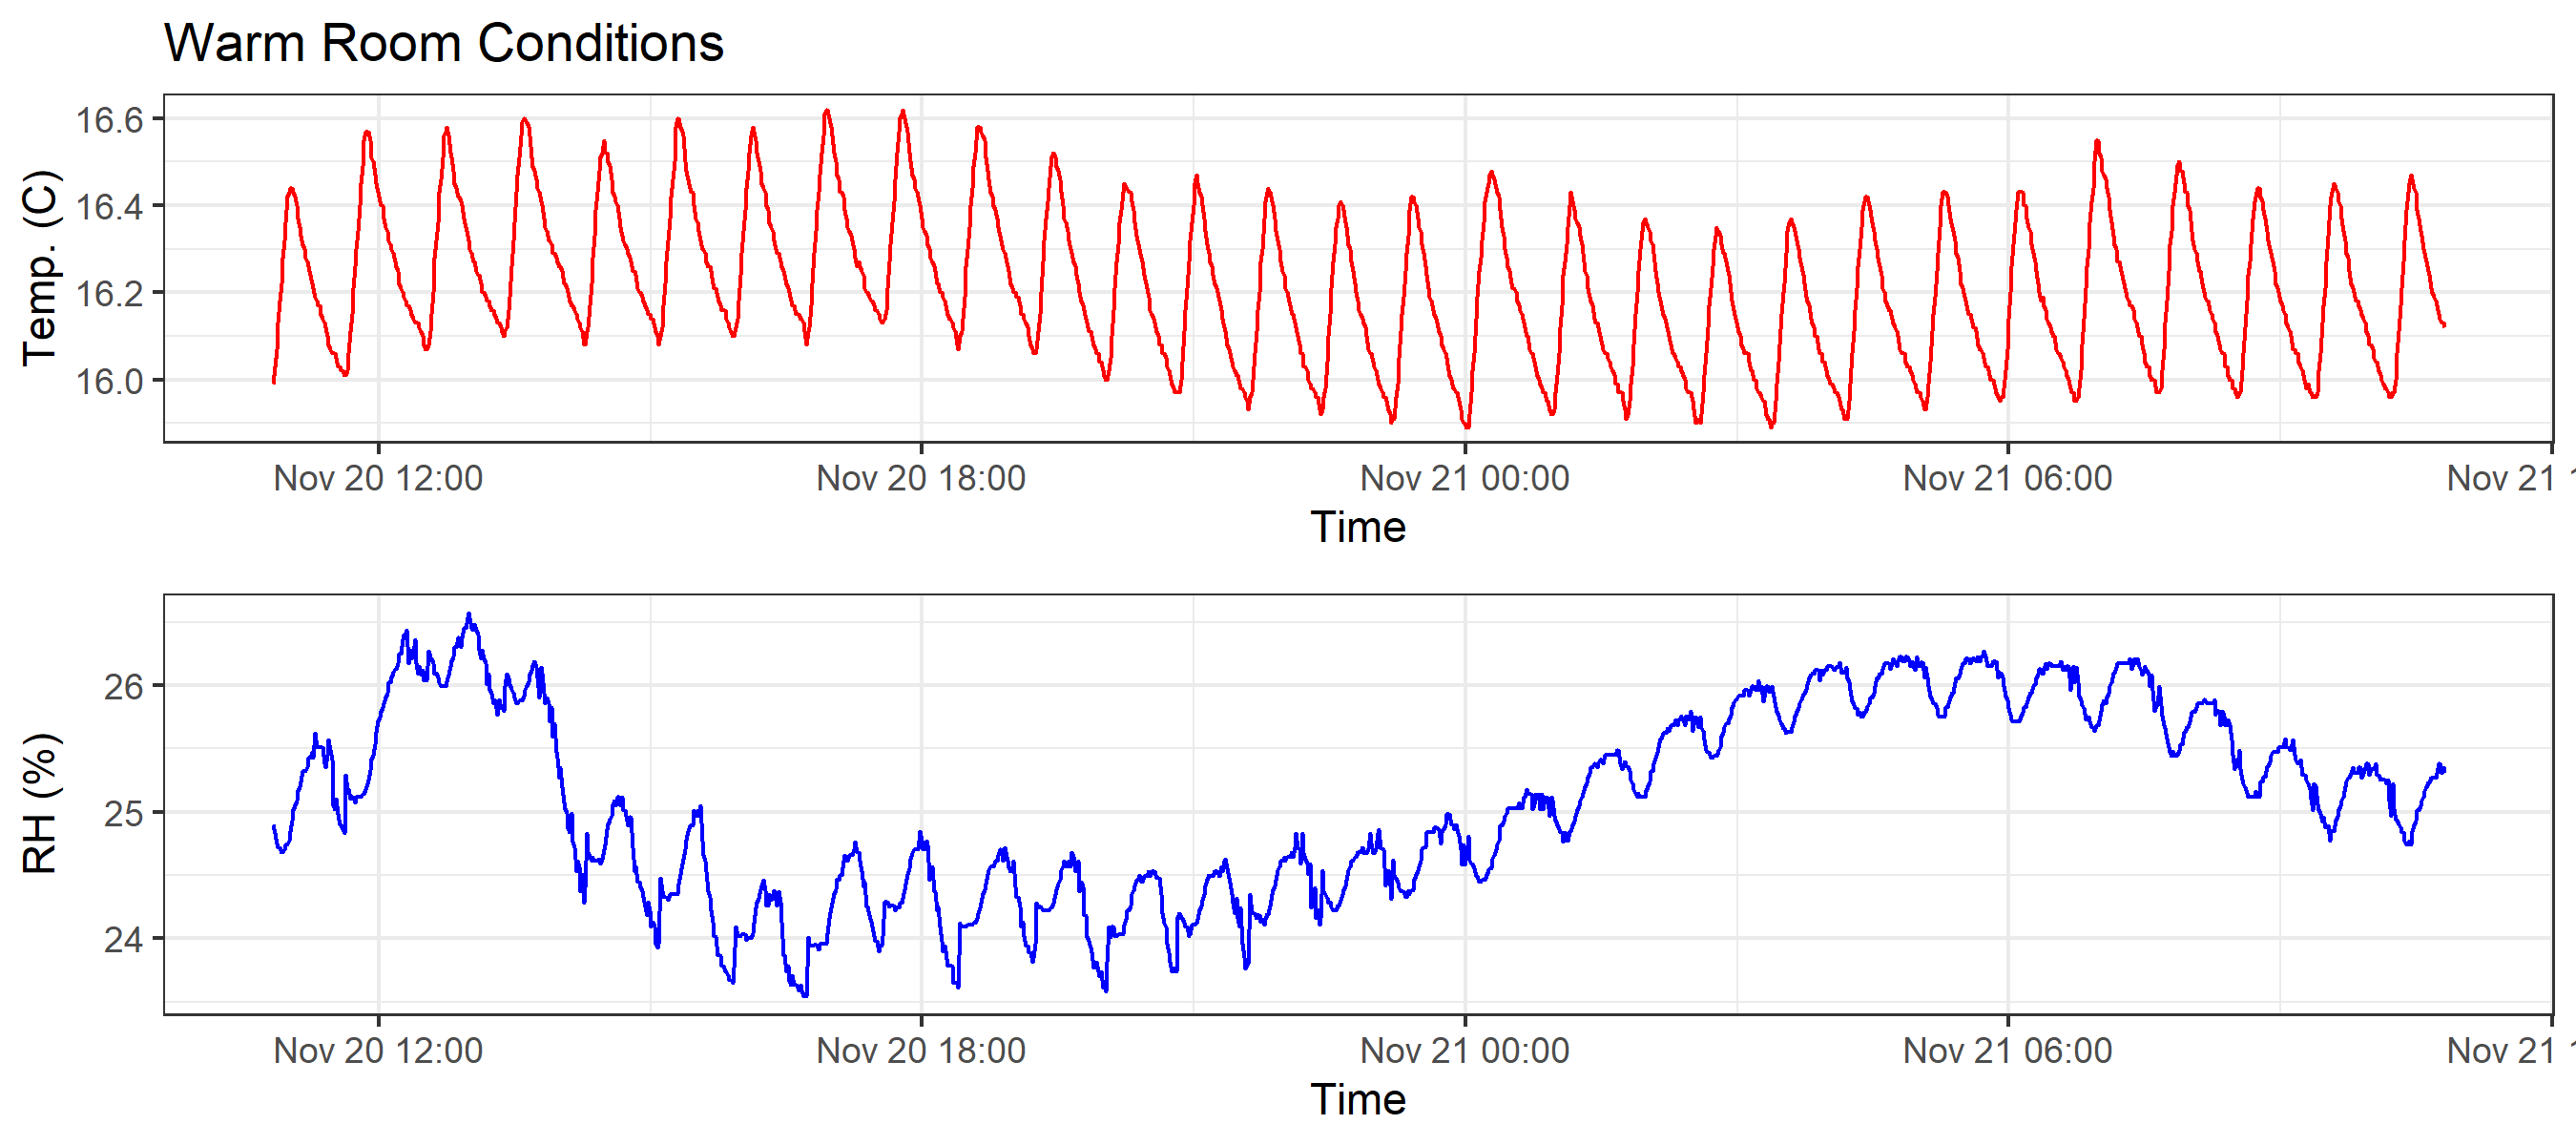 Warm Room Conditions
Temp. (C)
16.6
16.4
16.2
16.0
Nov 20 12:00 Nov 20 18:00 Nov 21 00:00 Nov 21 06:00 Nov 21 1
Time
RH (%)
26
25
24
Nov 20 12:00 Nov 20 18:00 Nov 21 00:00 Nov 21 06:00 Nov 21 1
Time